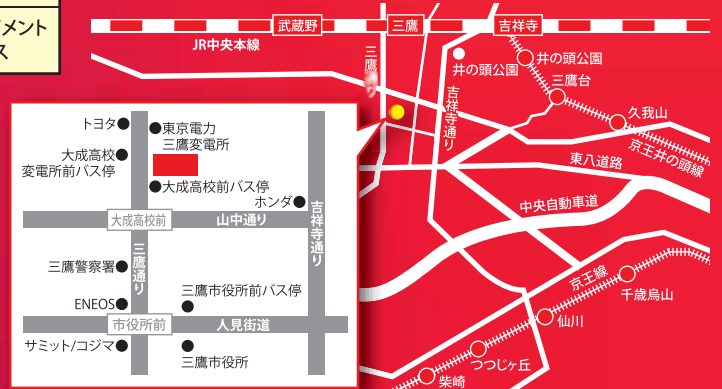 メント
ス
武蔵野
三鷹
吉祥寺
JR中央本線
三鷹通り
井の頭公園
井の頭公園
三鷹台
吉祥寺通り
久我山
京王井の頭線
東八道路
中央自動車道
京王線
千歳烏山
仙川
つつじヶ丘
柴崎
トヨタ
東京電力
三鷹変電所
大成高校
変電所前バス停
大成高校前バス停
ホンダ
吉祥寺通り
大成高校前
山中通り
三鷹通り
三鷹警察署
ENEOS
三鷹市役所前バス停
市役所前
人見街道
サミット/コジマ
三鷹市役所